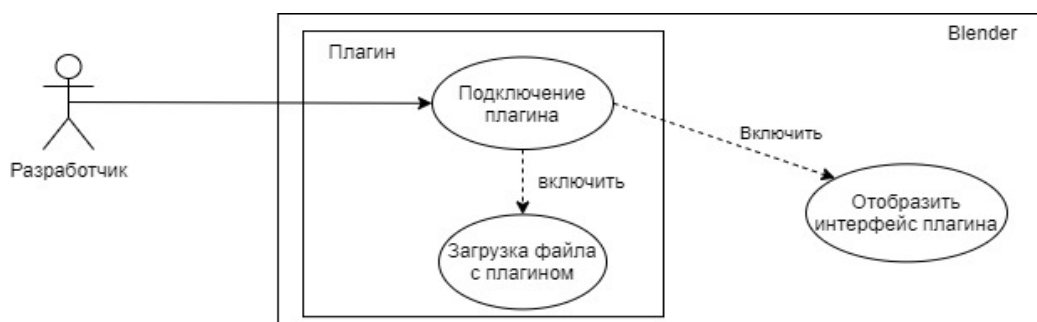 Blender
Плагин
Подключение
плагина
Включить
Разработчик
включить
Отобразить
интерфейс плагина
Загрузка файла
с плагином